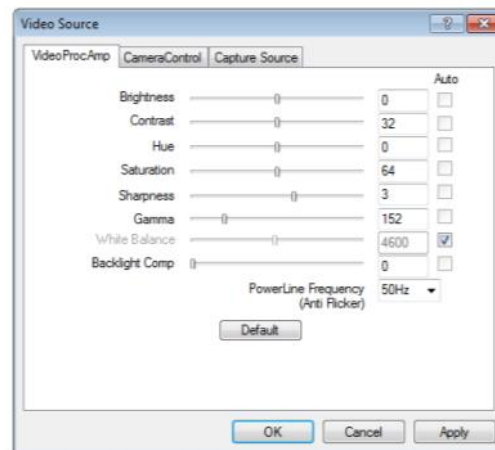 Video Source
VideoProcAmp CameraControl Capture Source
Auto
Brightness 0
Contrast 32
Hue 0
Saturation 64
Sharpness 3
Gamma 152
White Balance 4600
Backlight Comp 0
PowerLine Frequency 50Hz
(Anti Flicker)
Default
OK Cancel Apply